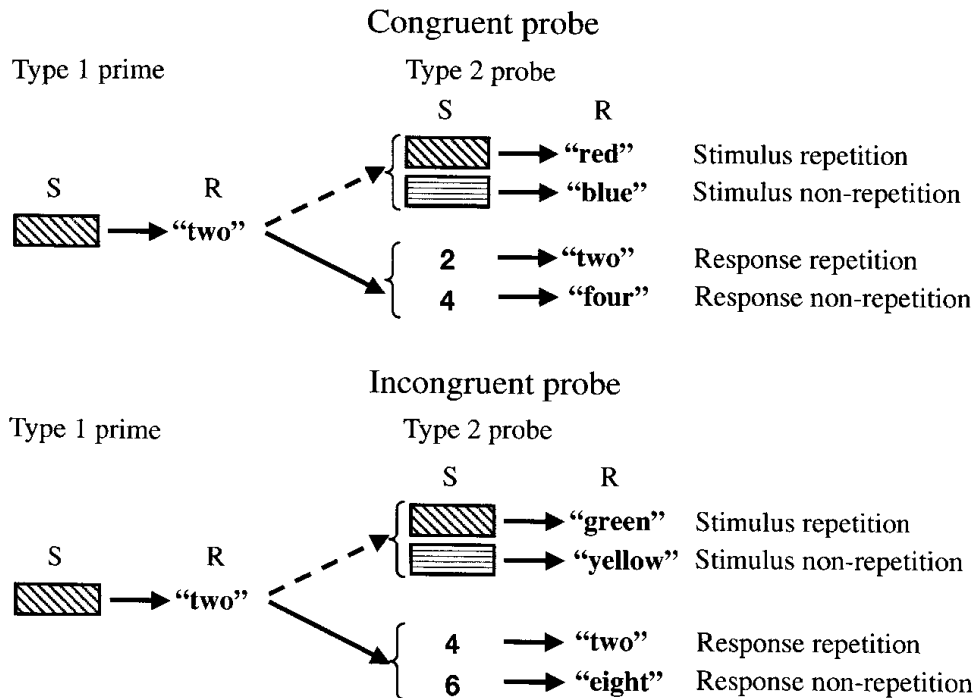 Congruent probe
Type 1 prime Type 2 probe
S R
“red” Stimulus repetition
S R “blue” Stimulus non-repetition
“two”
2 “two” Response repetition
4 “four” Response non-repetition
Incongruent probe
Type 1 prime Type 2 probe
S R
“green” Stimulus repetition
S R “yellow” Stimulus non-repetition
“two”
4 “two” Response repetition
6 “eight” Response non-repetition